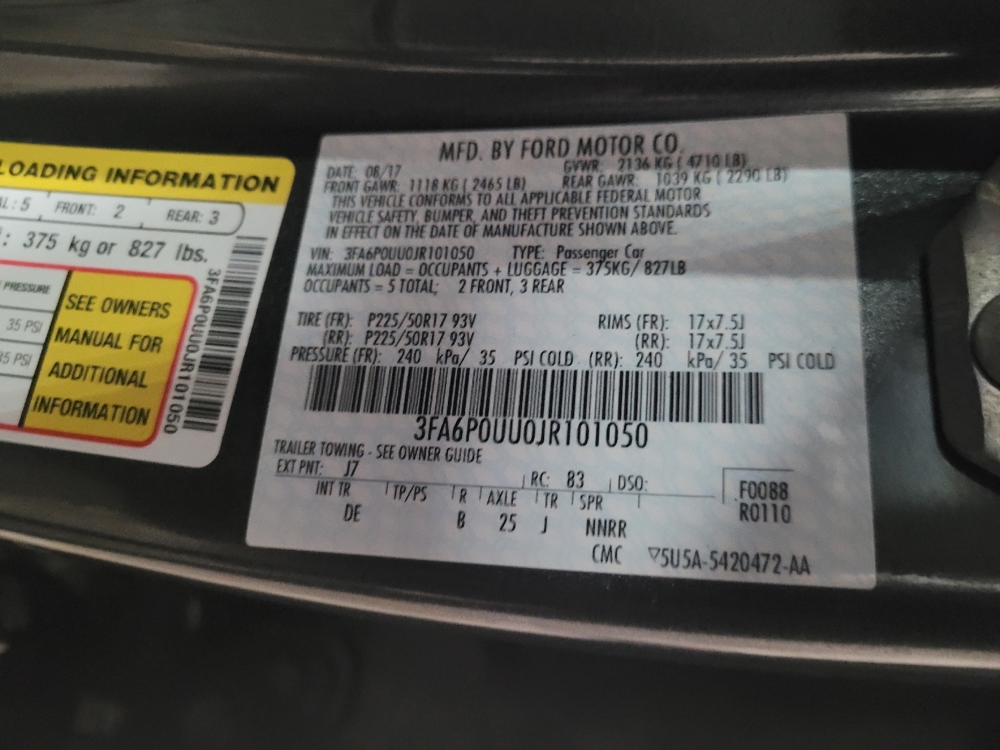 LOADING INFORMATION
AL: 5 FRONT: 2 REAR: 3
: 375 kg or 827 lbs.
PRESSURE
35 PSI
35 PSI
SEE OWNERS
MANUAL FOR
ADDITIONAL
INFORMATION
3FA6P0UU0JR101050
MFD. BY FORD MOTOR CO.
DATE: 08/17 GVWR: 2136 KG ( 4710 LB)
FRONT GAWR: 1118 KG ( 2465 LB) REAR GAWR: 1039 KG ( 2290 LB)
THIS VEHICLE CONFORMS TO ALL APPLICABLE FEDERAL MOTOR
VEHICLE SAFETY, BUMPER, AND THEFT PREVENTION STANDARDS
IN EFFECT ON THE DATE OF MANUFACTURE SHOWN ABOVE.
VIN: 3FA6P0UU0JR101050 TYPE: Passenger Car
MAXIMUM LOAD = OCCUPANTS + LUGGAGE = 375KG/ 827LB
OCCUPANTS = 5 TOTAL; 2 FRONT, 3 REAR
TIRE (FR): P225/50R17 93V RIMS (FR): 17x7.5J
(RR): P225/50R17 93V (RR): 17x7.5J
PRESSURE (FR): 240 kPa/ 35 PSI COLD (RR): 240 kPa/ 35 PSI COLD
3FA6P0UU0JR101050
TRAILER TOWING - SEE OWNER GUIDE
EXT PNT: J7 RC: 83 DSO:
INT TR TP/PS R AXLE TR SPR
DE B 25 J NNRR
F0088
R0110
CMC ▽5U5A-5420472-AA